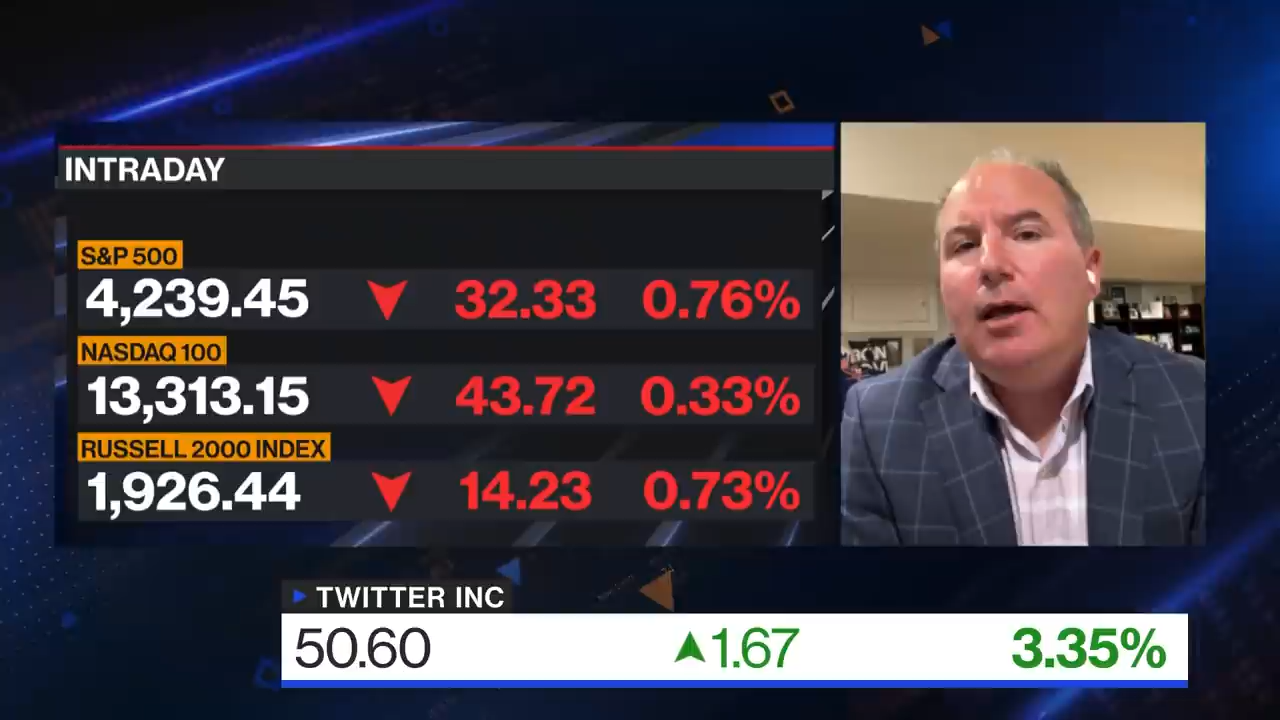 INTRADAY
S&P 500
4,239.45 ▼ 32.33 0.76%
NASDAQ 100
13,313.15 ▼ 43.72 0.33%
RUSSELL 2000 INDEX
1,926.44 ▼ 14.23 0.73%
BON
TWITTER INC
50.60 ▲1.67 3.35%